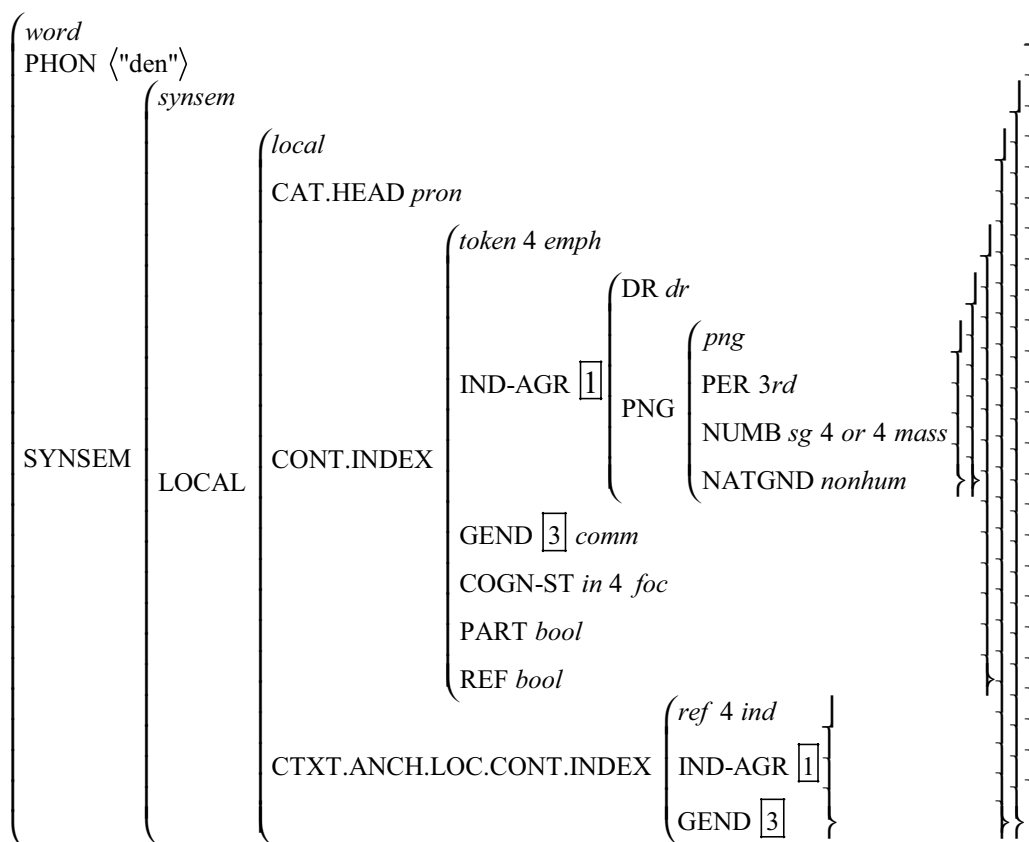 word
PHON ⟨"den"⟩
synsem
local
CAT.HEAD pron
token 4 emph
DR dr
png
IND-AGR 1
PER 3rd
PNG
NUMB sg 4 or 4 mass
SYNSEM
LOCAL
CONT.INDEX
NATGND nonhum
GEND 3 comm
COGN-ST in 4 foc
PART bool
REF bool
ref 4 ind
CTXT.ANCH.LOC.CONT.INDEX
IND-AGR 1
GEND 3